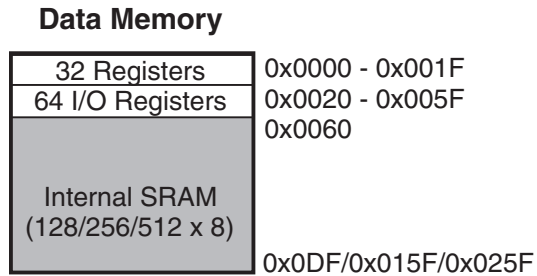 Data Memory
32 Registers 0x0000 - 0x001F
64 I/O Registers 0x0020 - 0x005F
0x0060
Internal SRAM
(128/256/512 x 8)
0x0DF/0x015F/0x025F